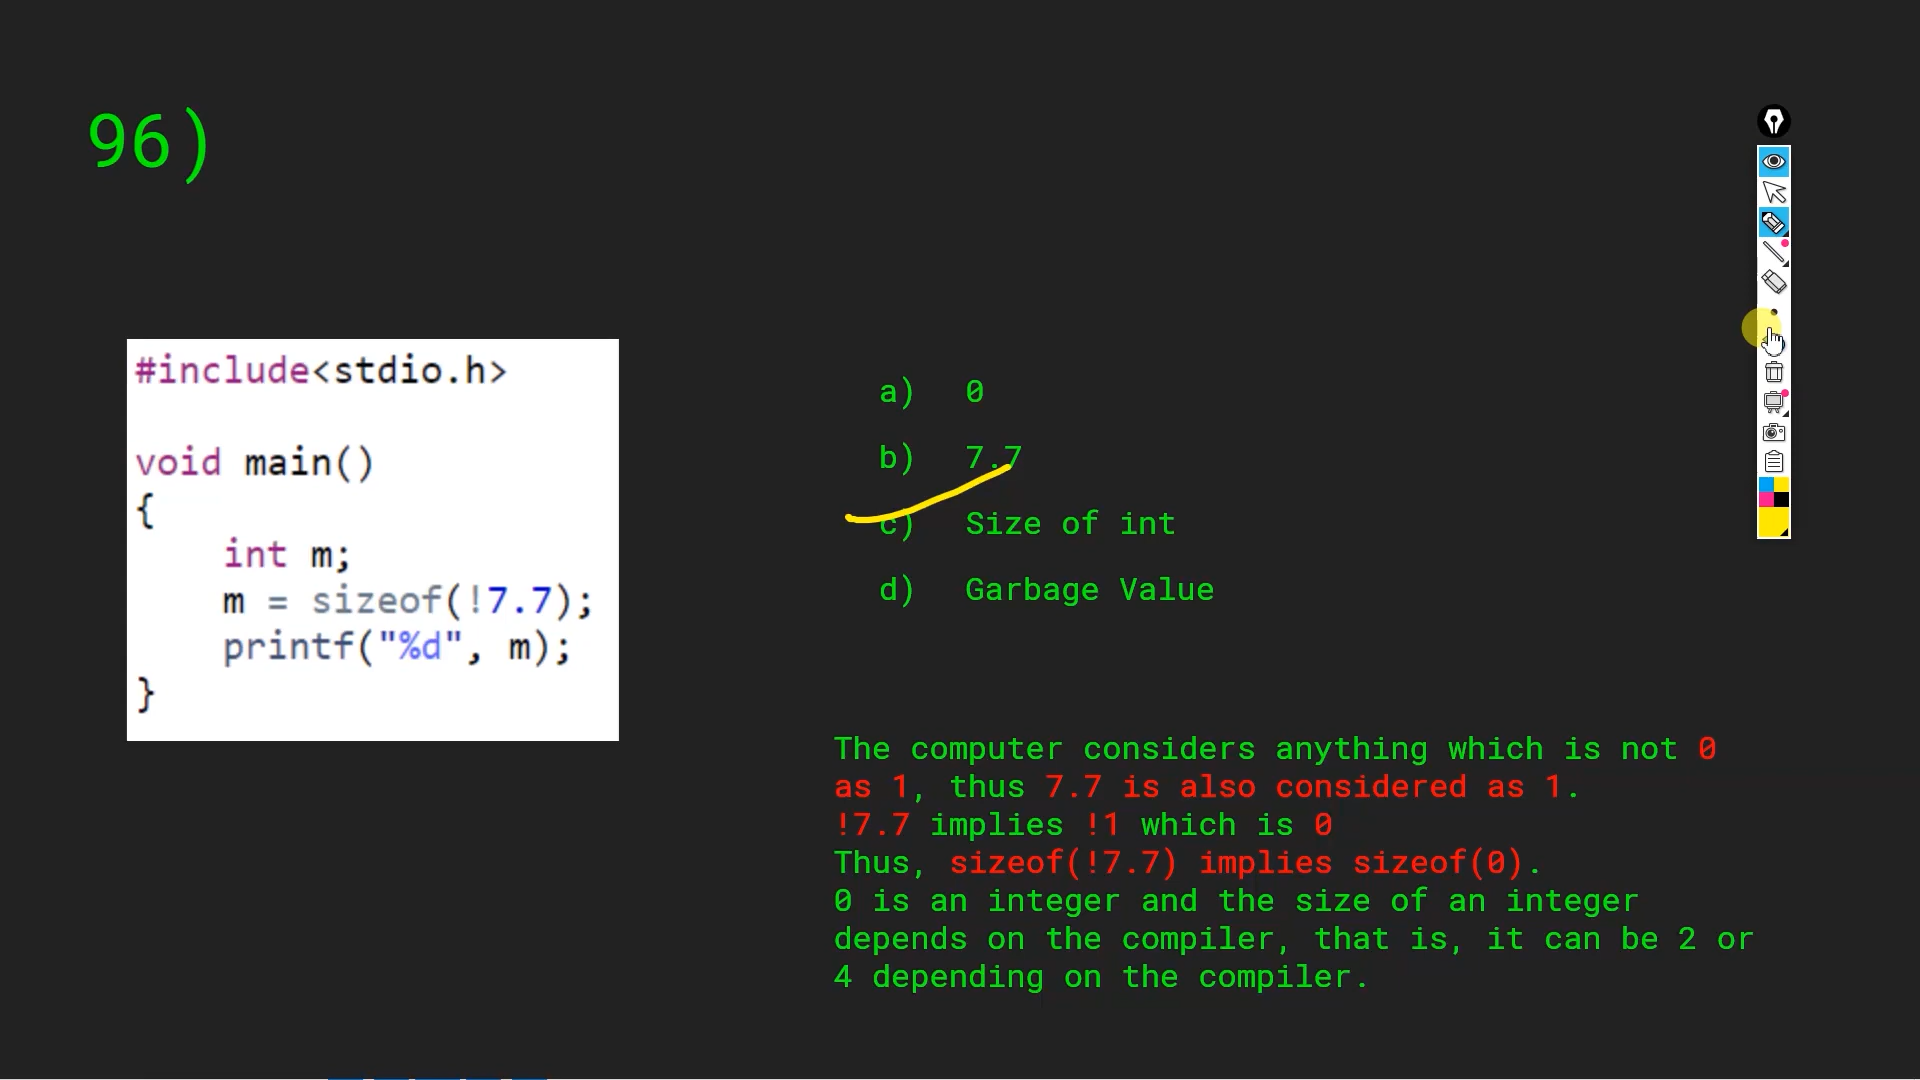 96)
#include<stdio.h>
void main()
{
int m;
m = sizeof(!7.7);
printf("%d", m);
}
a) 0
b) 7.7
c) Size of int
d) Garbage Value
The computer considers anything which is not 0
as 1, thus 7.7 is also considered as 1.
!7.7 implies !1 which is 0
Thus, sizeof(!7.7) implies sizeof(0).
0 is an integer and the size of an integer
depends on the compiler, that is, it can be 2 or
4 depending on the compiler.